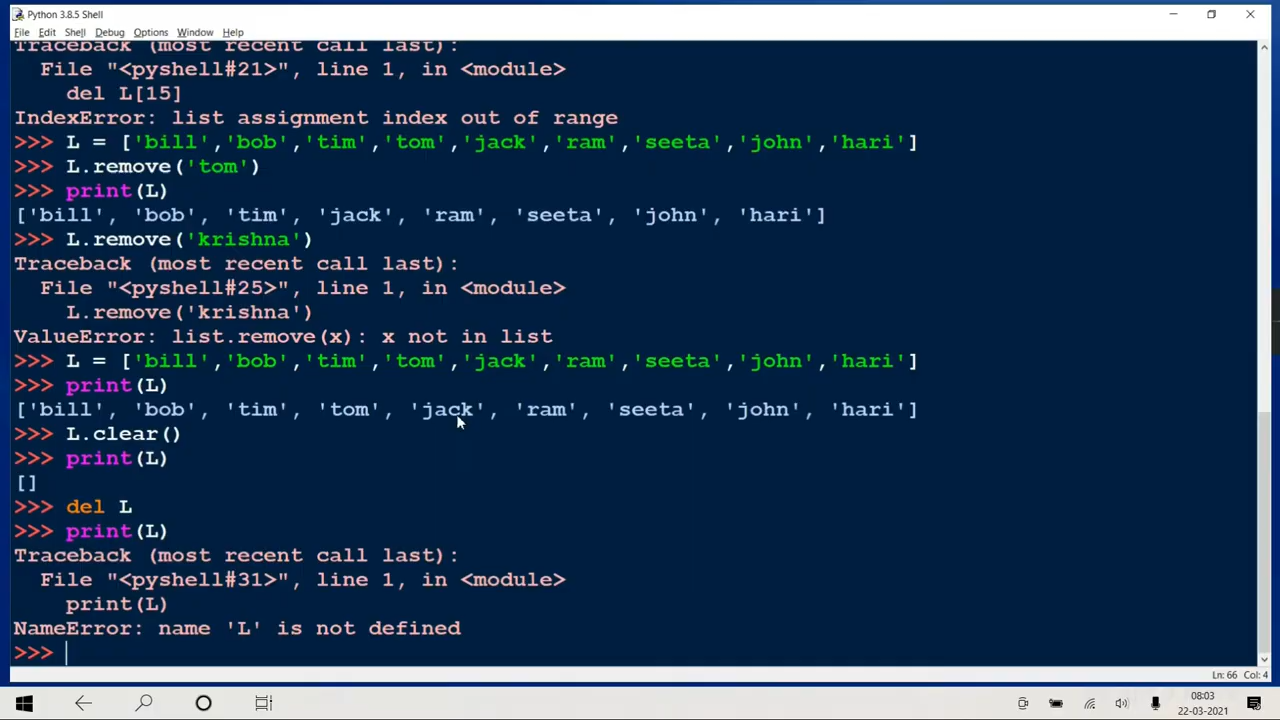 Python 3.8.5 Shell
File Edit Shell Debug Options Window Help
Traceback (most recent call last):
File "<pyshell#21>", line 1, in <module>
del L[15]
IndexError: list assignment index out of range
>>> L = ['bill','bob','tim','tom','jack','ram','seeta','john','hari']
>>> L.remove('tom')
>>> print(L)
['bill', 'bob', 'tim', 'jack', 'ram', 'seeta', 'john', 'hari']
>>> L.remove('krishna')
Traceback (most recent call last):
File "<pyshell#25>", line 1, in <module>
L.remove('krishna')
ValueError: list.remove(x): x not in list
>>> L = ['bill','bob','tim','tom','jack','ram','seeta','john','hari']
>>> print(L)
['bill', 'bob', 'tim', 'tom', 'jack', 'ram', 'seeta', 'john', 'hari']
>>> L.clear()
>>> print(L)
[]
>>> del L
>>> print(L)
Traceback (most recent call last):
File "<pyshell#31>", line 1, in <module>
print(L)
NameError: name 'L' is not defined
>>>
Ln: 66 Col: 4
08:03
22-03-2021